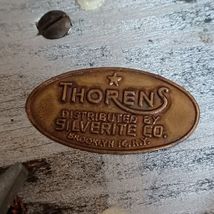 THORENS
DISTRIBUTED BY
SILVERITE CO.
BROOKLYN